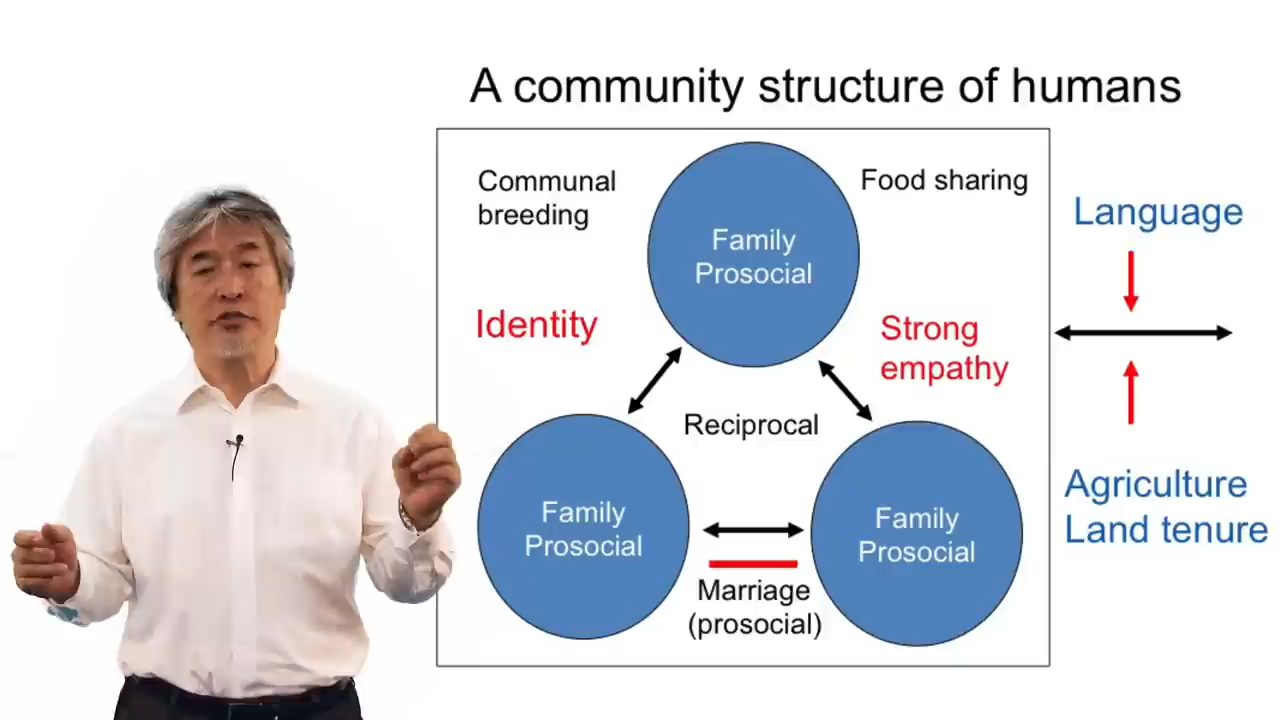 A community structure of humans
Communal
breeding
Food sharing
Family
Prosocial
Language
Identity
Strong
empathy
Reciprocal
Family
Prosocial
Family
Prosocial
Agriculture
Land tenure
Marriage
(prosocial)